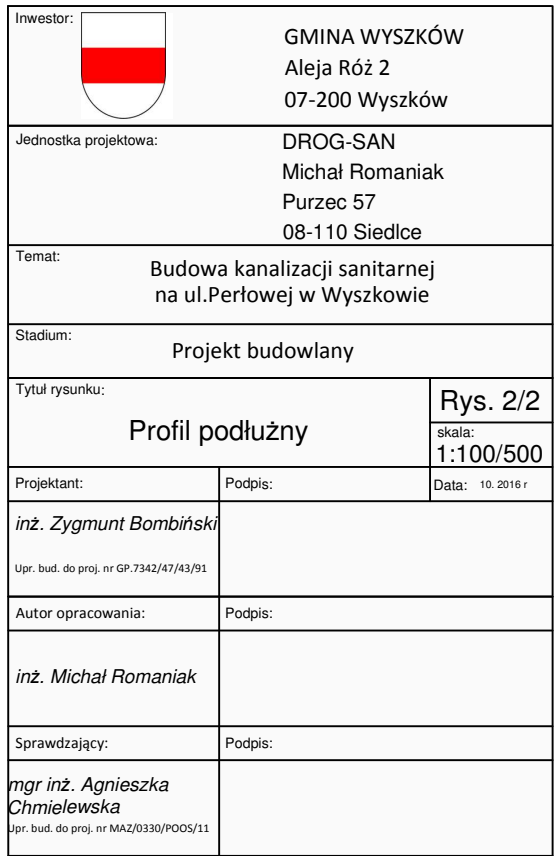 Inwestor:
GMINA WYSZKÓW
Aleja Róż 2
07-200 Wyszków
Jednostka projektowa:
DROG-SAN
Michał Romaniak
Purzec 57
08-110 Siedlce
Temat:
Budowa kanalizacji sanitarnej
na ul.Perłowej w Wyszkowie
Stadium:
Projekt budowlany
Tytuł rysunku:
Profil podłużny
Rys. 2/2
skala:
1:100/500
Projektant:
Podpis:
Data: 10. 2016 r
inż. Zygmunt Bombiński
Upr. bud. do proj. nr GP.7342/47/43/91
Autor opracowania:
Podpis:
inż. Michał Romaniak
Sprawdzający:
Podpis:
mgr inż. Agnieszka
Chmielewska
Upr. bud. do proj. nr MAZ/0330/POOS/11